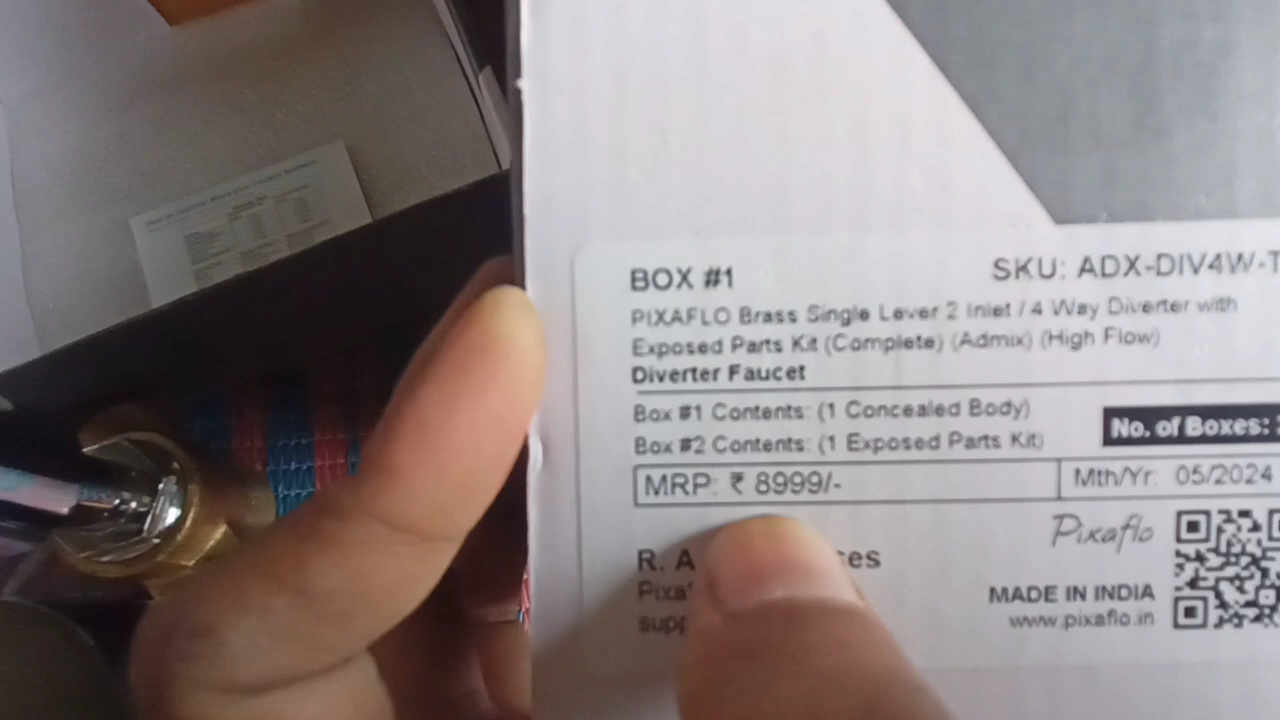 BOX #1
SKU: ADX-DIV4W-T
PIXAFLO Brass Single Lever 2 Inlet / 4 Way Diverter with
Exposed Parts Kit (Complete) (Admix) (High Flow)
Diverter Faucet
Box #1 Contents: (1 Concealed Body)
Box #2 Contents: (1 Exposed Parts Kit)
No. of Boxes:
MRP: ₹ 8999/-
Mth/Yr: 05/2024
Pixaflo
R. A
MADE IN INDIA
www.pixaflo.in